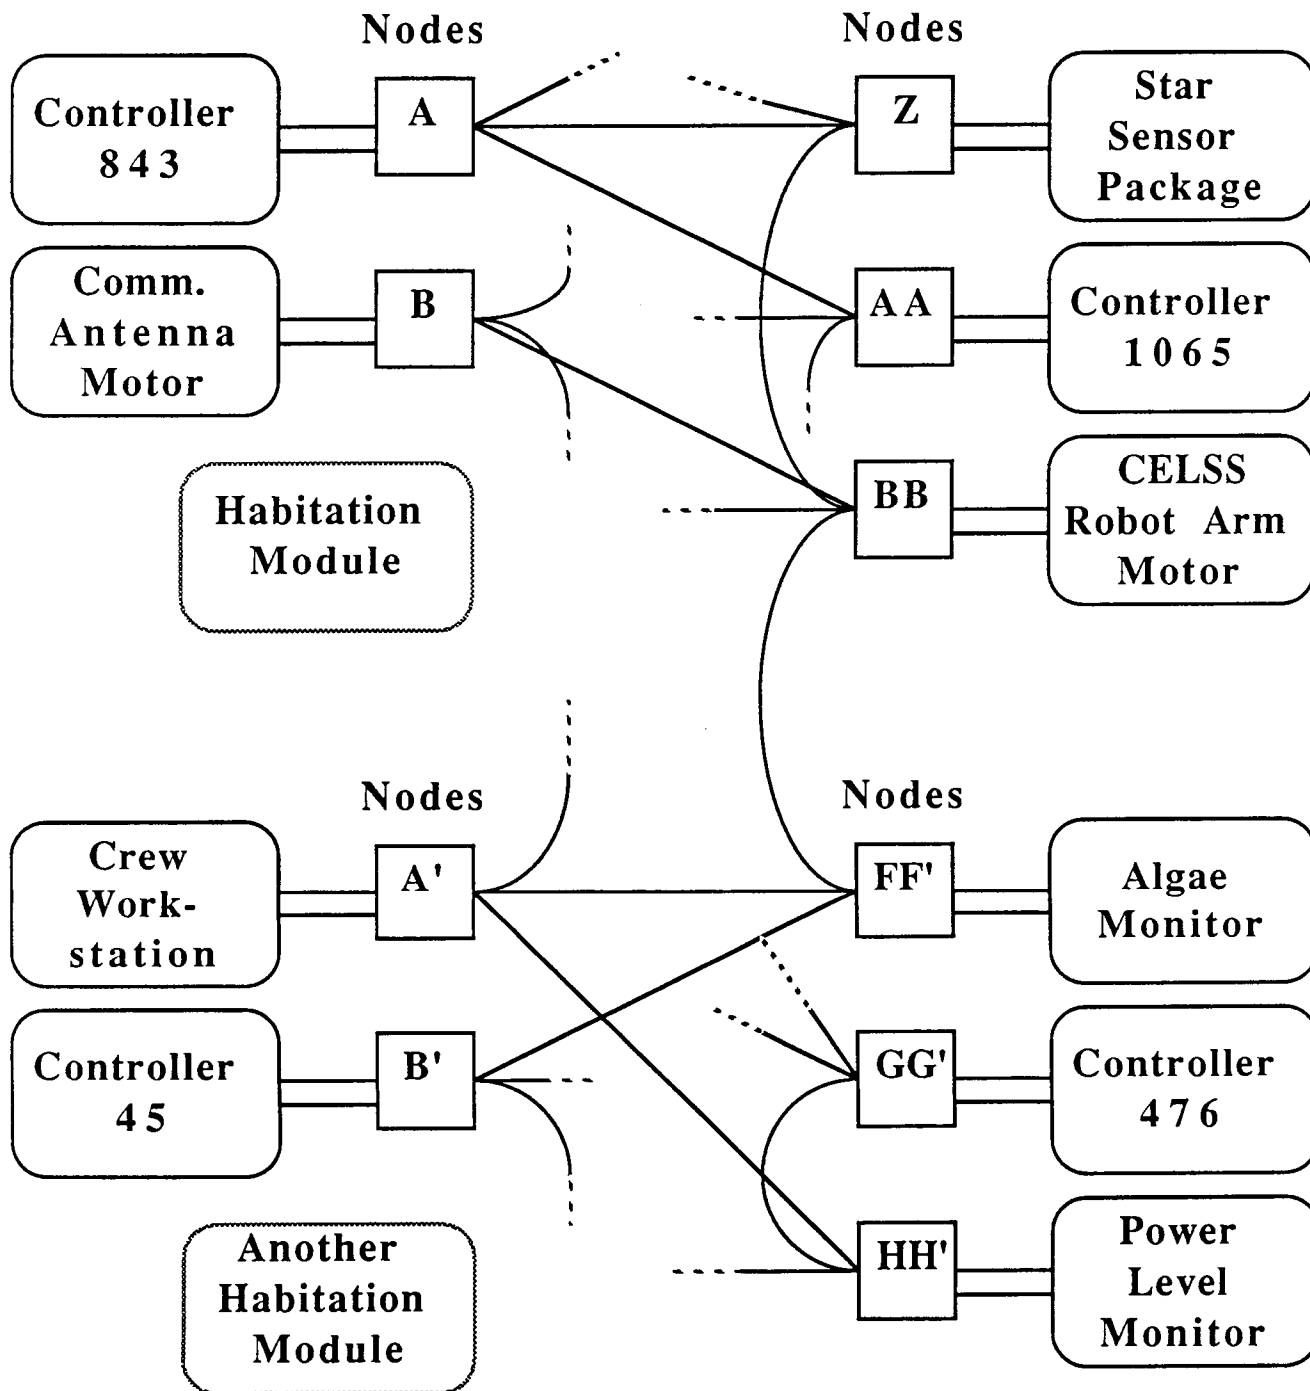 Nodes
Nodes
Controller
843
A
Z
Star
Sensor
Package
Comm.
Antenna
Motor
B
AA
Controller
1065
Habitation
Module
BB
CELSS
Robot Arm
Motor
Nodes
Nodes
Crew
Work-
station
A'
FF'
Algae
Monitor
Controller
45
B'
GG'
Controller
476
Another
Habitation
Module
HH'
Power
Level
Monitor